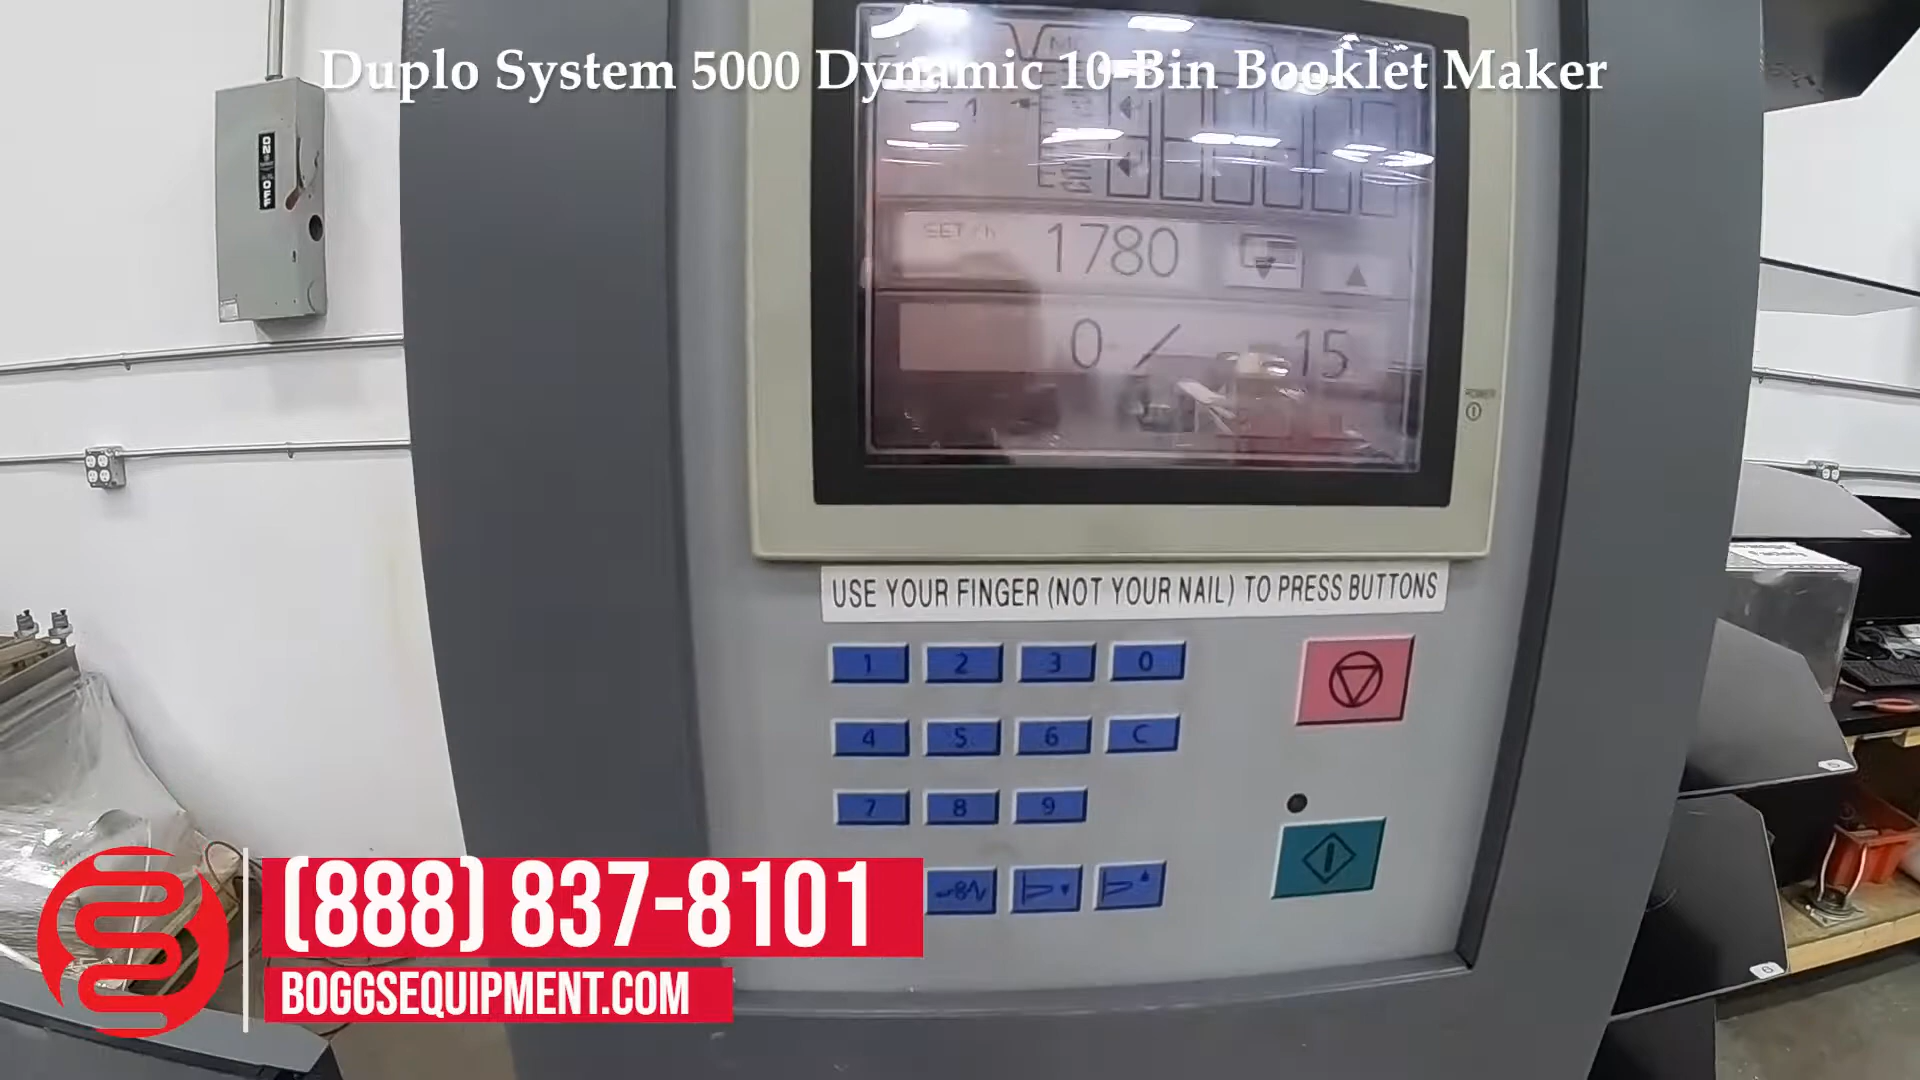 Duplo System 5000 Dynamic 10-Bin Booklet Maker
ON
OFF
1
SET / h 1780
0 / 15
POWER
USE YOUR FINGER (NOT YOUR NAIL) TO PRESS BUTTONS
1 2 3 0
4 5 6 C
7 8 9
(888) 837-8101
BOGGSEQUIPMENT.COM